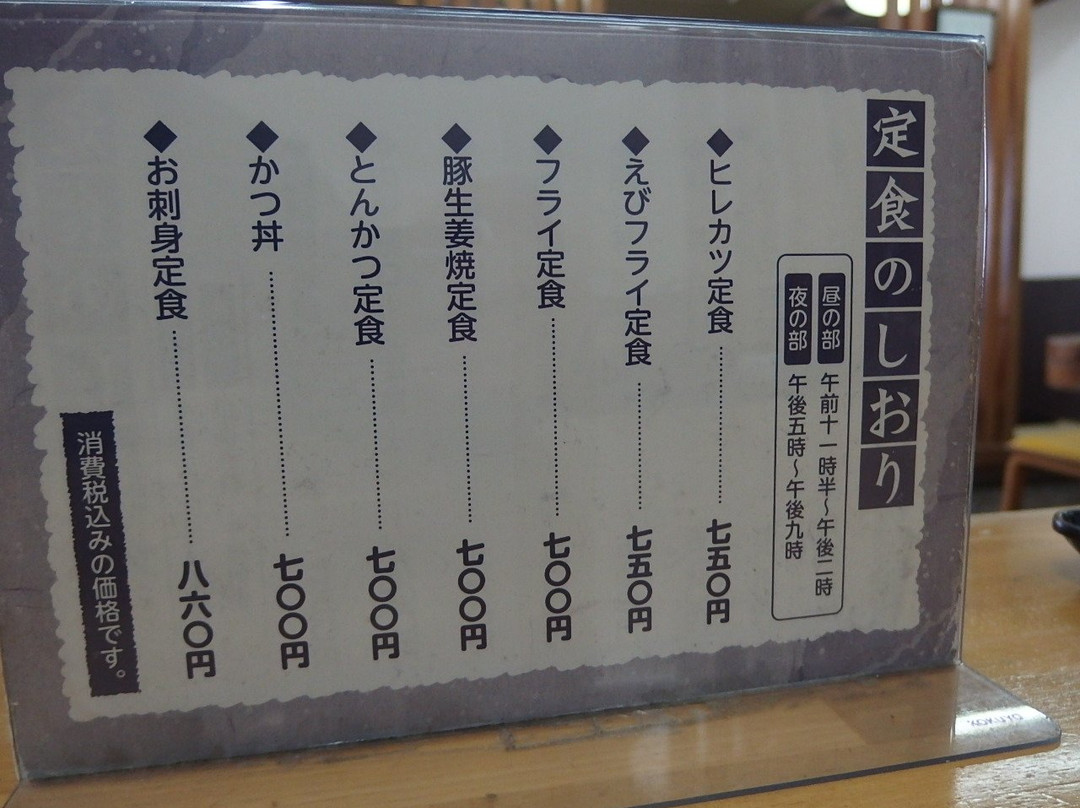 定食のしおり
昼の部 午前十一時半～午後二時
夜の部 午後五時～午後九時
◆ヒレカツ定食……七五〇円
◆えびフライ定食……七五〇円
◆フライ定食……七〇〇円
◆豚生姜焼定食……七〇〇円
◆とんかつ定食……七〇〇円
◆かつ丼……七〇〇円
◆お刺身定食……八六〇円
消費税込みの価格です。
KOKUYO